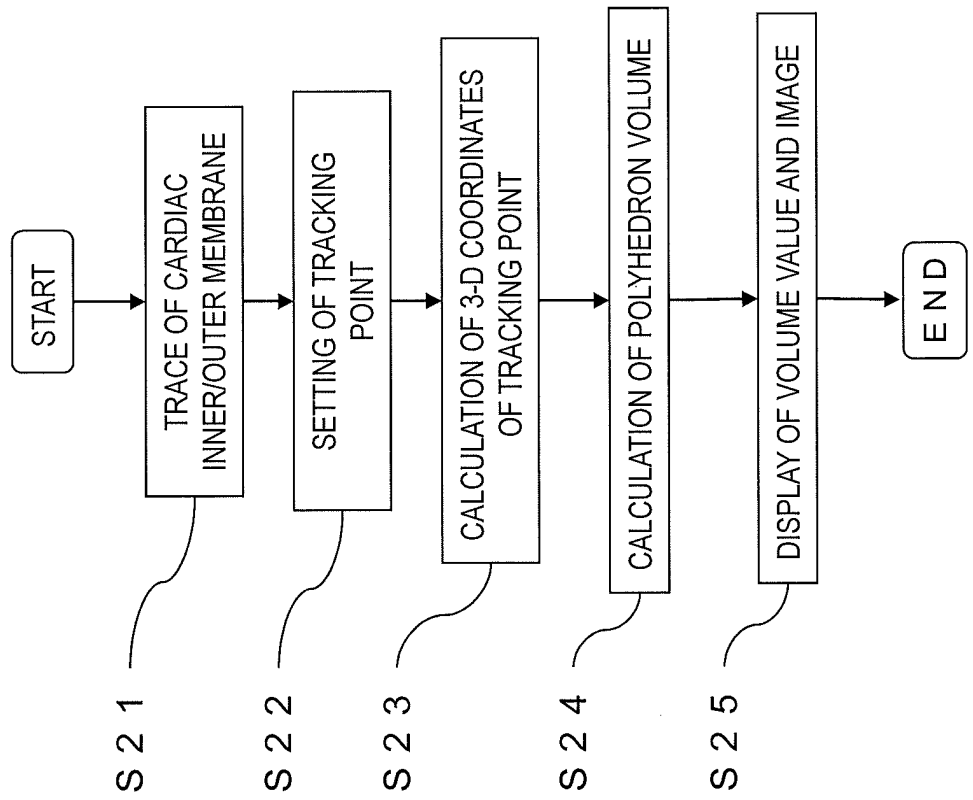 START
S21
TRACE OF CARDIAC
INNER/OUTER MEMBRANE
S22
SETTING OF TRACKING
POINT
S23
CALCULATION OF 3-D COORDINATES
OF TRACKING POINT
S24
CALCULATION OF POLYHEDRON VOLUME
S25
DISPLAY OF VOLUME VALUE AND IMAGE
END